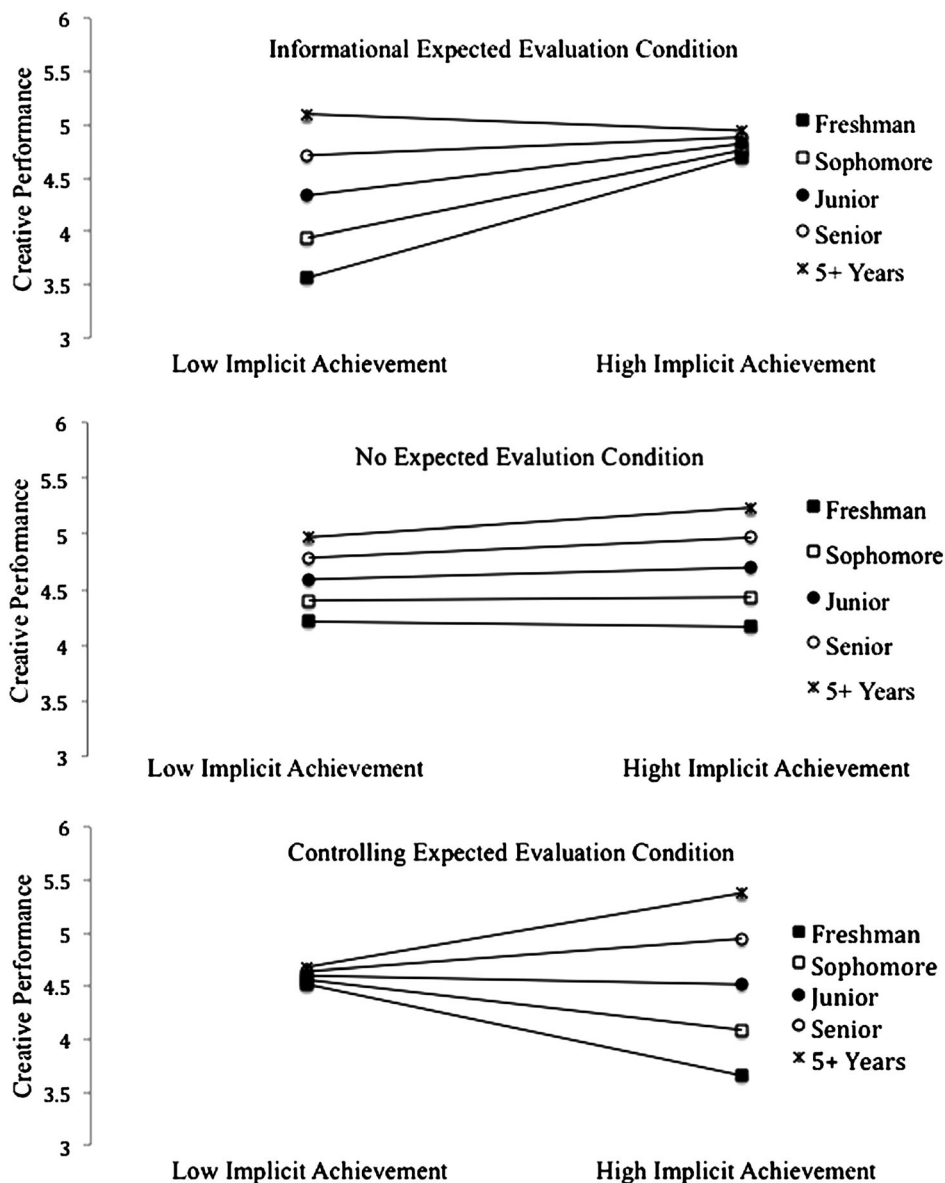 Informational Expected Evaluation Condition
Creative Performance
6
5.5
5
4.5
4
3.5
3
Freshman
Sophomore
Junior
Senior
5+ Years
Low Implicit Achievement
High Implicit Achievement
No Expected Evalution Condition
Creative Performance
6
5.5
5
4.5
4
3.5
3
Freshman
Sophomore
Junior
Senior
5+ Years
Low Implicit Achievement
Hight Implicit Achievement
Controlling Expected Evaluation Condition
Creative Performance
6
5.5
5
4.5
4
3.5
3
Freshman
Sophomore
Junior
Senior
5+ Years
Low Implicit Achievement
High Implicit Achievement